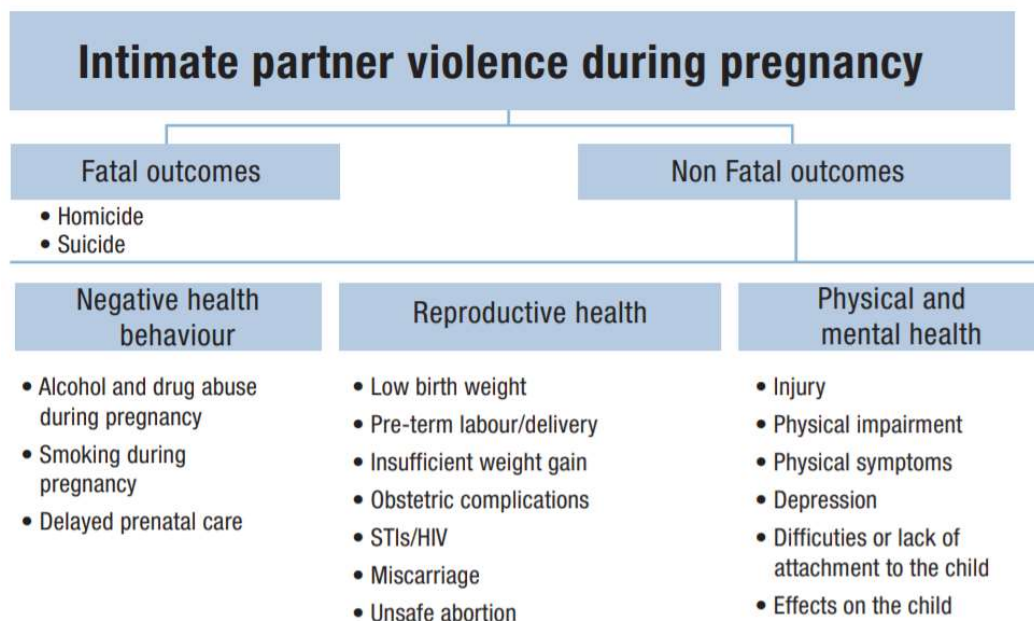 Intimate partner violence during pregnancy
Fatal outcomes
• Homicide
• Suicide
Non Fatal outcomes
Negative health
behaviour
• Alcohol and drug abuse
during pregnancy
• Smoking during
pregnancy
• Delayed prenatal care
Reproductive health
• Low birth weight
• Pre-term labour/delivery
• Insufficient weight gain
• Obstetric complications
• STIs/HIV
• Miscarriage
• Unsafe abortion
Physical and
mental health
• Injury
• Physical impairment
• Physical symptoms
• Depression
• Difficuties or lack of
attachment to the child
• Effects on the child